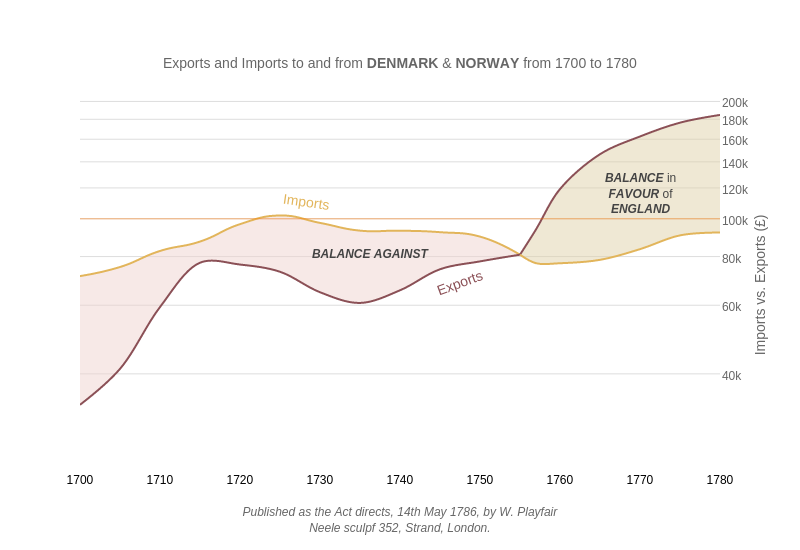 Exports and Imports to and from DENMARK & NORWAY from 1700 to 1780
200k
180k
160k
140k
120k
100k
80k
60k
40k
Imports vs. Exports (£)
Imports
BALANCE AGAINST
Exports
BALANCE in
FAVOUR of
ENGLAND
1700 1710 1720 1730 1740 1750 1760 1770 1780
Published as the Act directs, 14th May 1786, by W. Playfair
Neele sculpf 352, Strand, London.